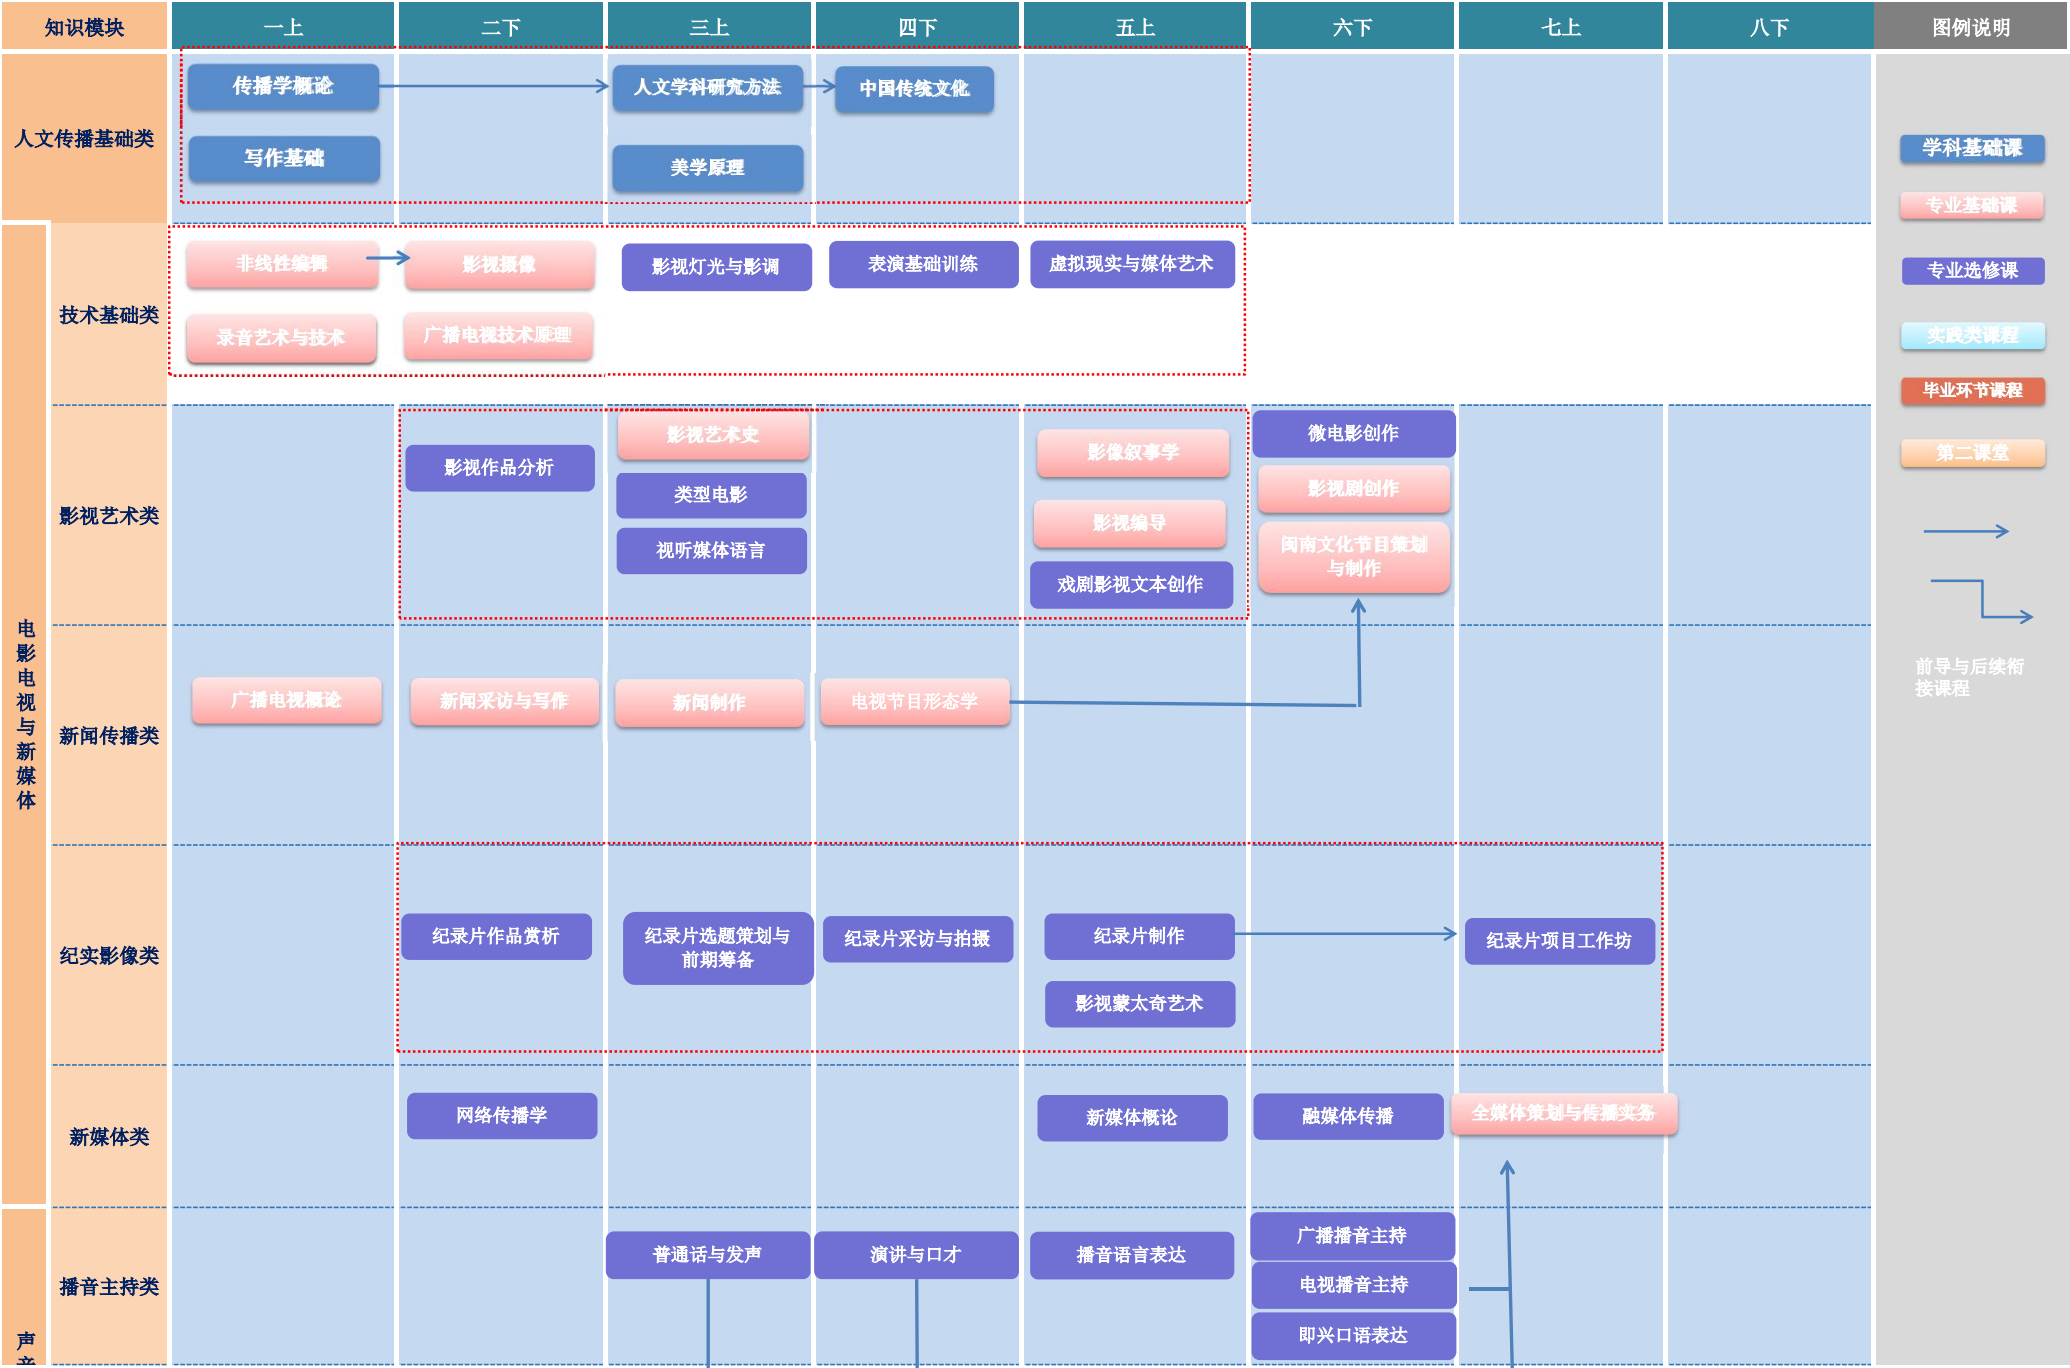 知识模块
一上
二下
三上
四下
五上
六下
七上
八下
图例说明
人文传播基础类
传播学概论
人文学科研究方法
中国传统文化
写作基础
美学原理
学科基础课
专业基础课
专业选修课
实践类课程
毕业环节课程
第二课堂
前导与后续衔
接课程
电影电视与新媒体
技术基础类
非线性编辑
影视摄像
影视灯光与影调
表演基础训练
虚拟现实与媒体艺术
录音艺术与技术
广播电视技术原理
影视艺术类
影视作品分析
影视艺术史
类型电影
视听媒体语言
影像叙事学
影视编导
戏剧影视文本创作
微电影创作
影视剧创作
闽南文化节目策划
与制作
新闻传播类
广播电视概论
新闻采访与写作
新闻制作
电视节目形态学
纪实影像类
纪录片作品赏析
纪录片选题策划与
前期筹备
纪录片采访与拍摄
纪录片制作
影视蒙太奇艺术
纪录片项目工作坊
新媒体类
网络传播学
新媒体概论
融媒体传播
全媒体策划与传播实务
声音
播音主持类
普通话与发声
演讲与口才
播音语言表达
广播播音主持
电视播音主持
即兴口语表达